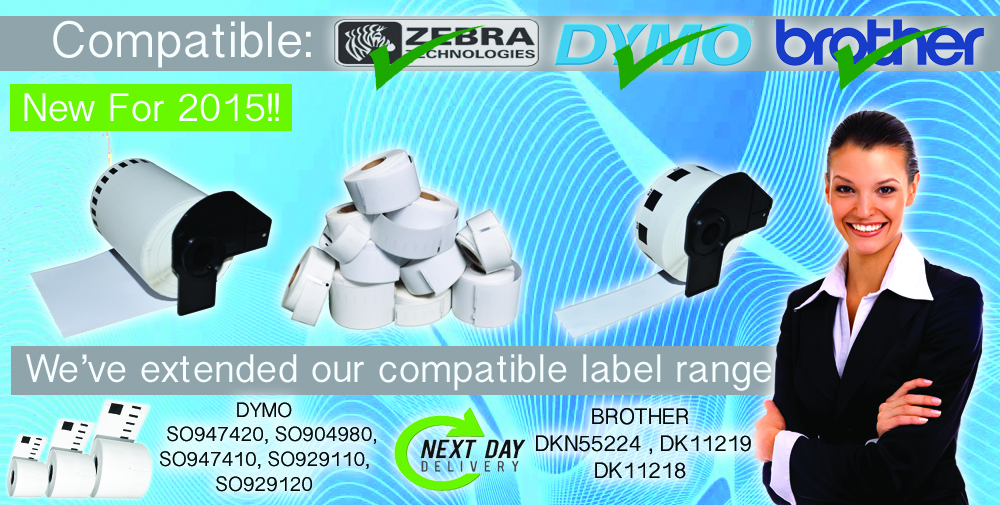 Compatible:
ZEBRA
TECHNOLOGIES
DYMO
brother
New For 2015!!
We've extended our compatible label range
DYMO
SO947420, SO904980,
SO947410, SO929110,
SO929120
NEXT DAY
DELIVERY
BROTHER
DKN55224 , DK11219
DK11218